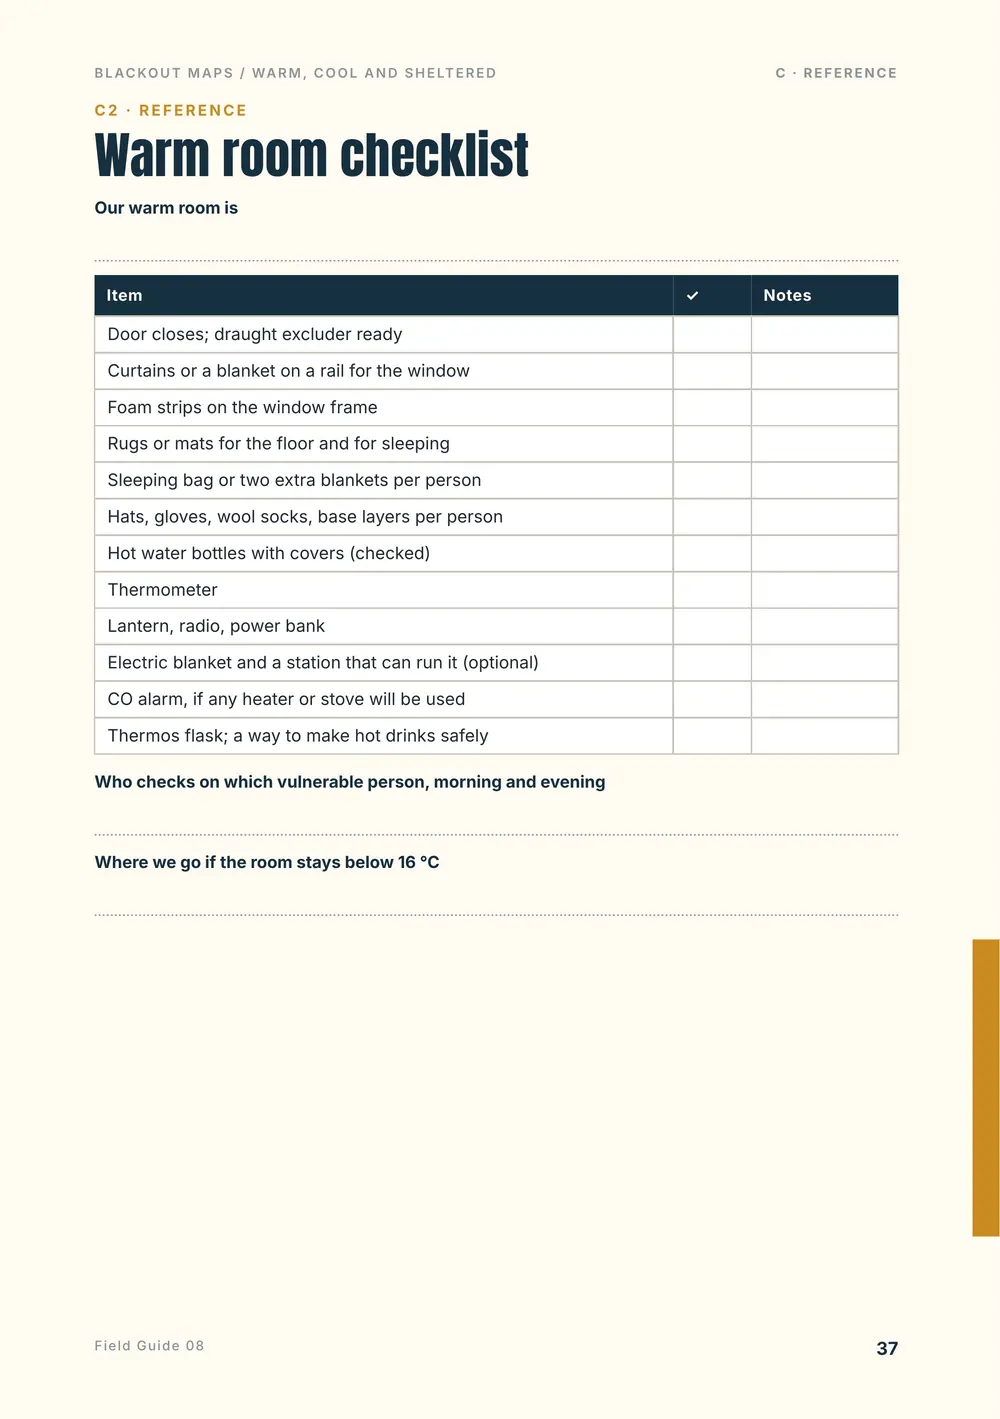 BLACKOUT MAPS / WARM, COOL AND SHELTERED
C · REFERENCE
C2 · REFERENCE
Warm room checklist
Our warm room is
Item ✓ Notes
Door closes; draught excluder ready
Curtains or a blanket on a rail for the window
Foam strips on the window frame
Rugs or mats for the floor and for sleeping
Sleeping bag or two extra blankets per person
Hats, gloves, wool socks, base layers per person
Hot water bottles with covers (checked)
Thermometer
Lantern, radio, power bank
Electric blanket and a station that can run it (optional)
CO alarm, if any heater or stove will be used
Thermos flask; a way to make hot drinks safely
Who checks on which vulnerable person, morning and evening
Where we go if the room stays below 16 °C
Field Guide 08
37